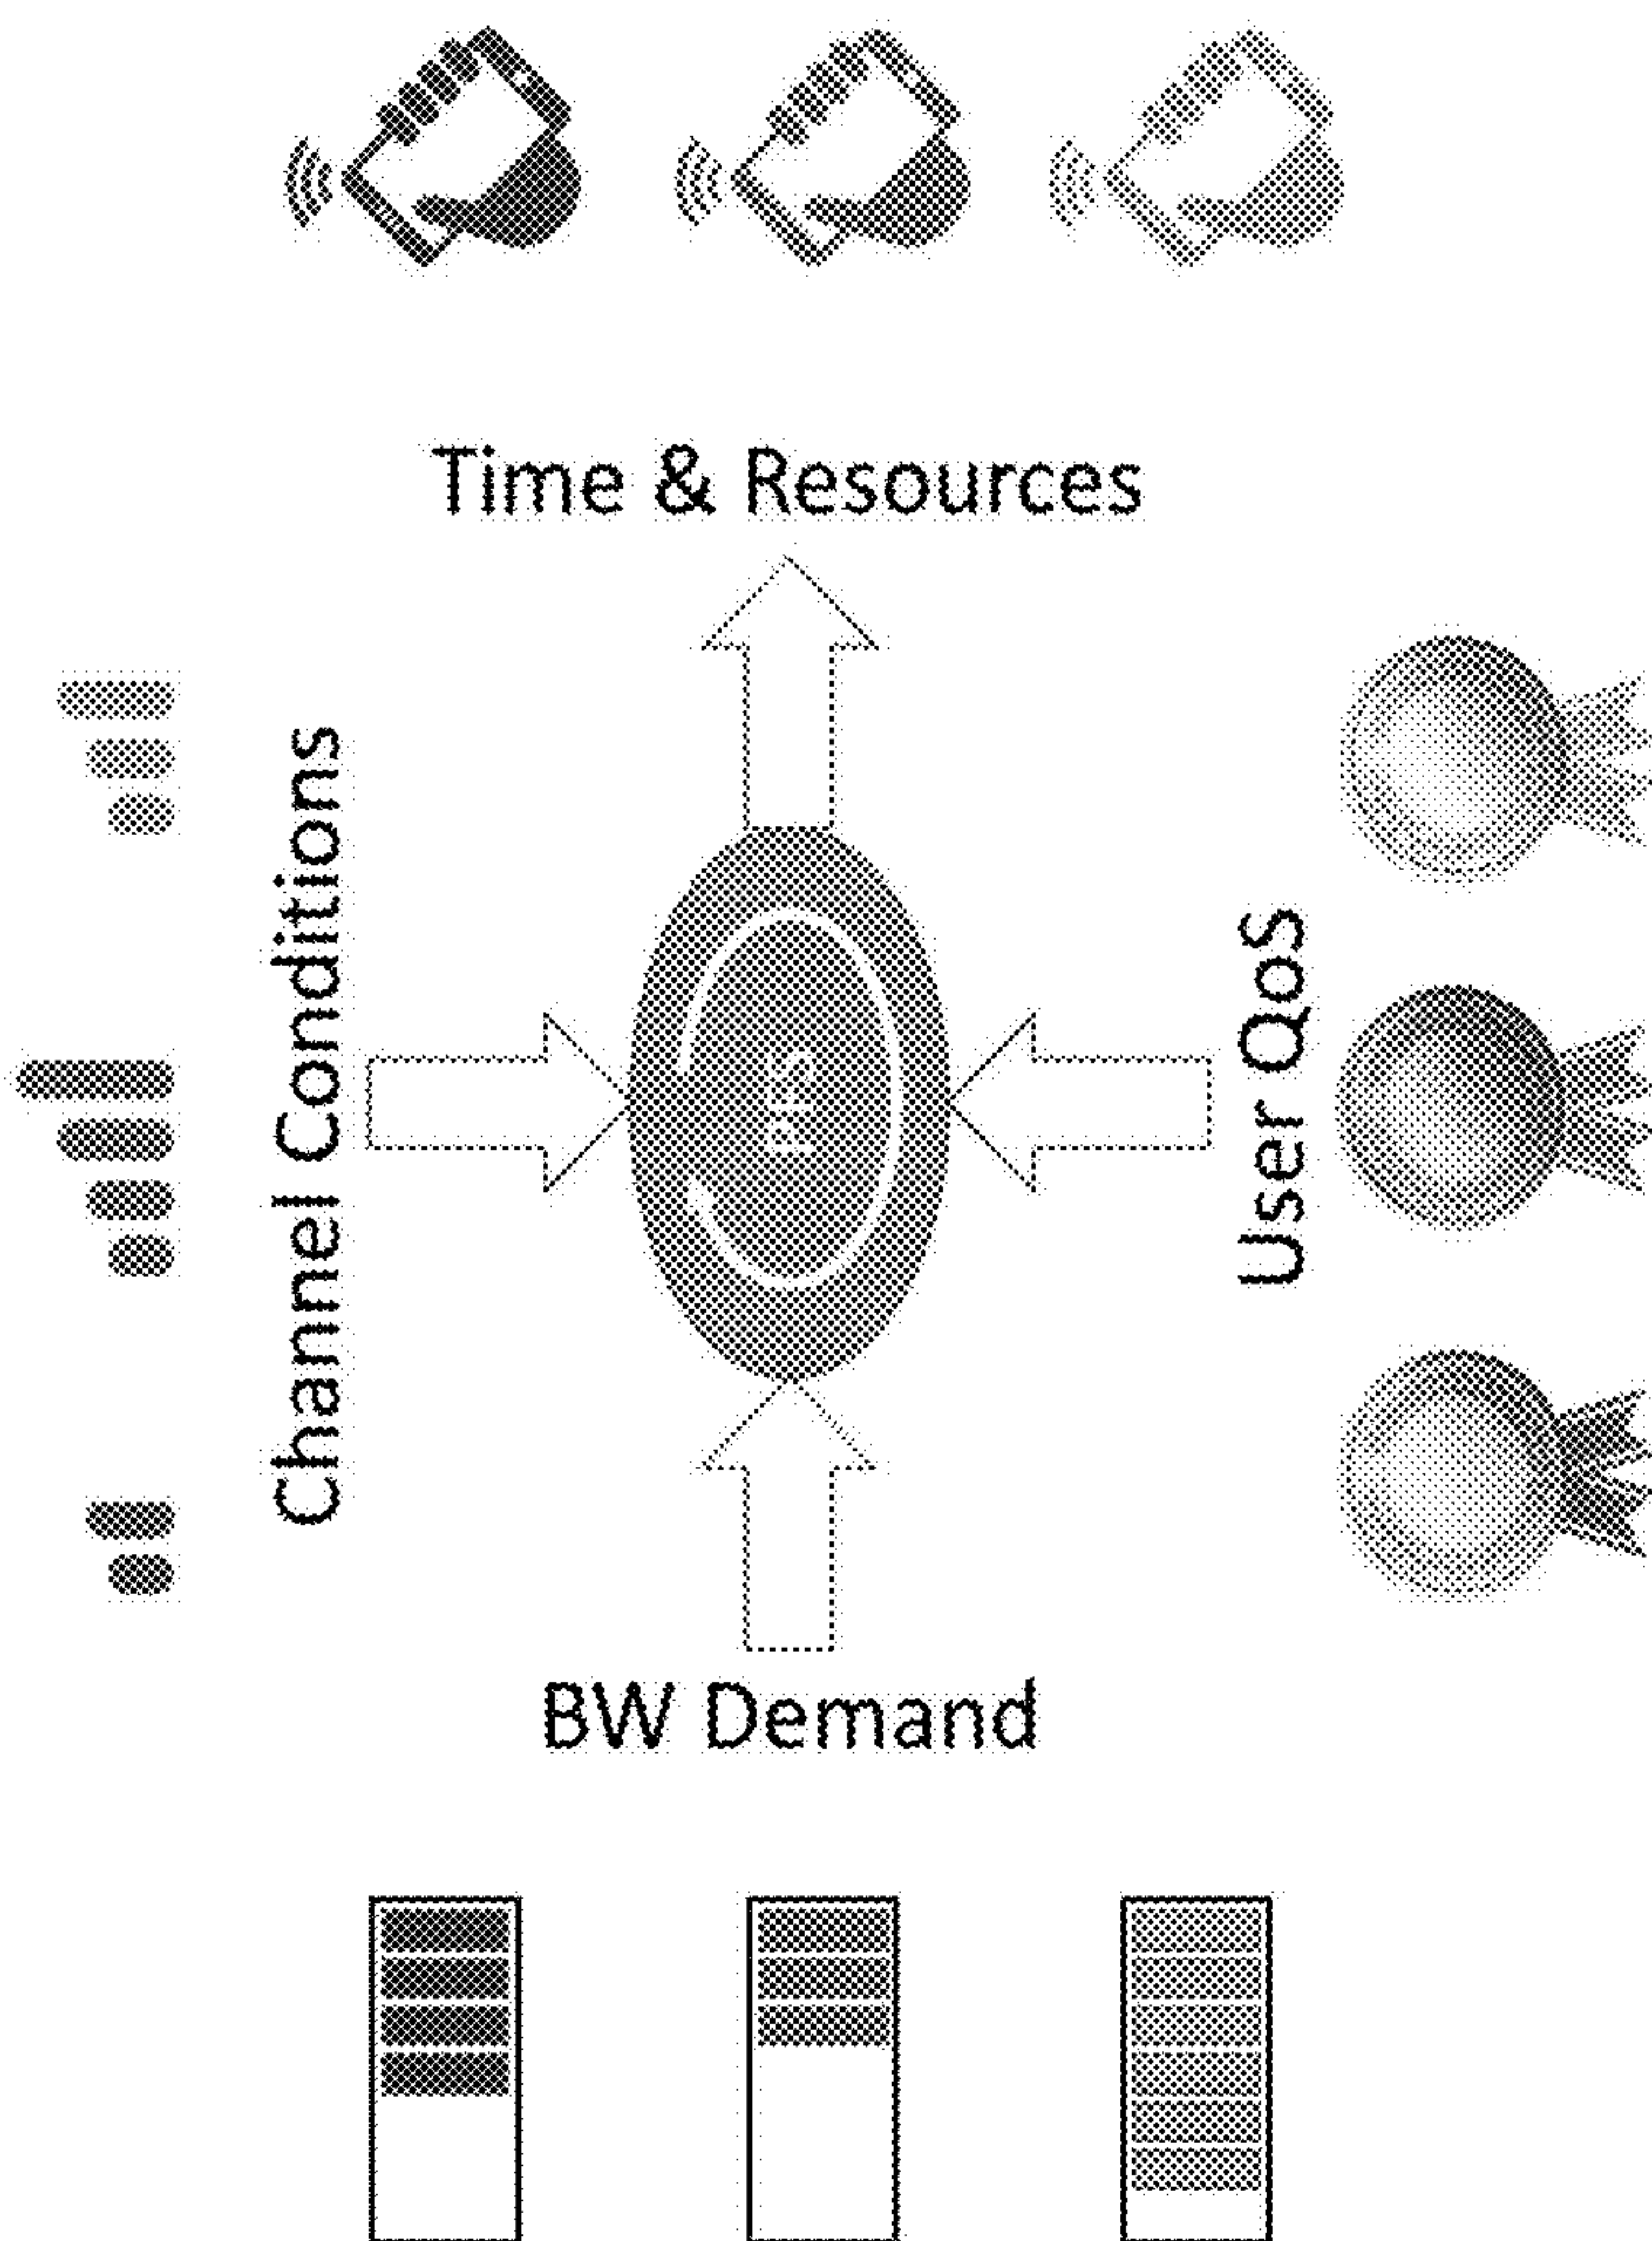 Time & Resources
Channel Conditions
User QoS
BW Demand